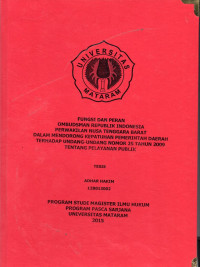 UNIVERSITAS
MATARAM
FUNGSI DAN PERAN
OMBUDSMAN REPUBLIK INDONESIA
PERWAKILAN NUSA TENGGARA BARAT
DALAM MENDORONG KEPATUHAN PEMERINTAH DAERAH
TERHADAP UNDANG-UNDANG NOMOR 25 TAHUN 2009
TENTANG PELAYANAN PUBLIK
TESIS
HAKIM
PROGRAM STUDI MAGISTER ILMU HUKUM
PROGRAM PASCA SARJANA
UNIVERSITAS MATARAM
2015